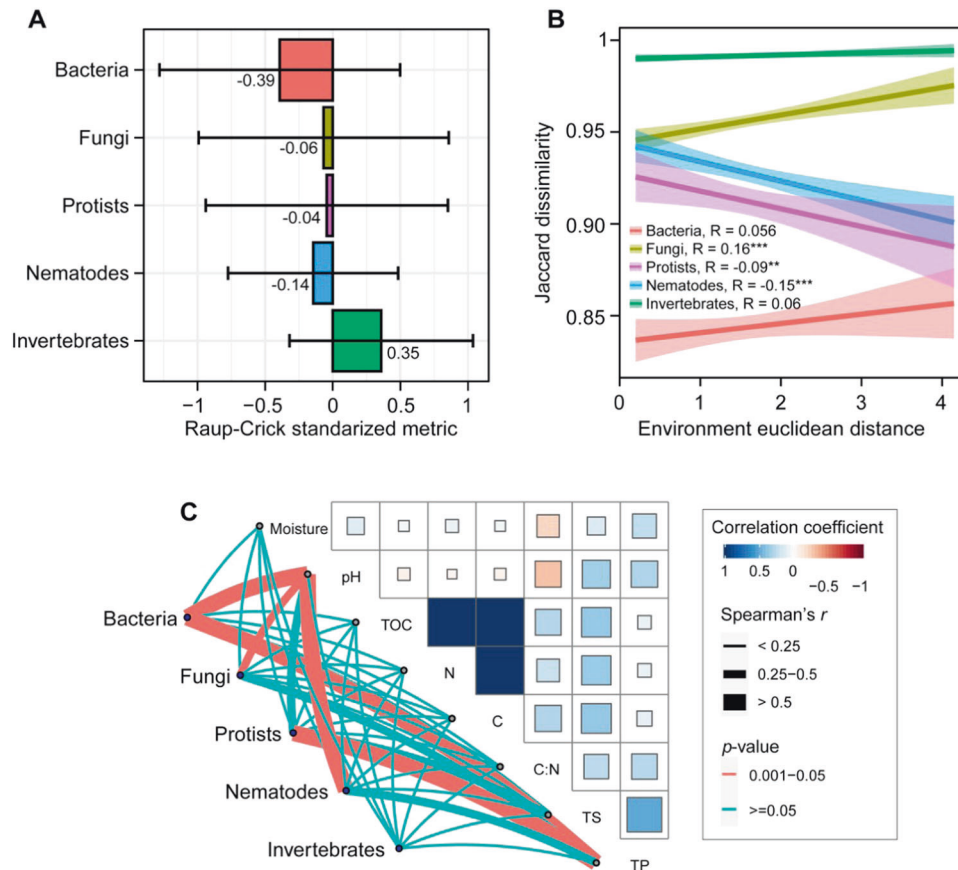 A
Bacteria
Fungi
Protists
Nematodes
Invertebrates
-0.39
-0.06
-0.04
-0.14
0.35
−1
−0.5
0
0.5
1
Raup-Crick standarized metric
B
1
0.95
0.90
0.85
Jaccard dissimilarity
Bacteria, R = 0.056
Fungi, R = 0.16***
Protists, R = -0.09**
Nematodes, R = -0.15***
Invertebrates, R = 0.06
0
1
2
3
4
Environment euclidean distance
C
Moisture
pH
TOC
N
C
C:N
TS
TP
Bacteria
Fungi
Protists
Nematodes
Invertebrates
Correlation coefficient
1 0.5 0 −0.5 −1
Spearman's r
< 0.25
0.25−0.5
> 0.5
p-value
0.001−0.05
>=0.05